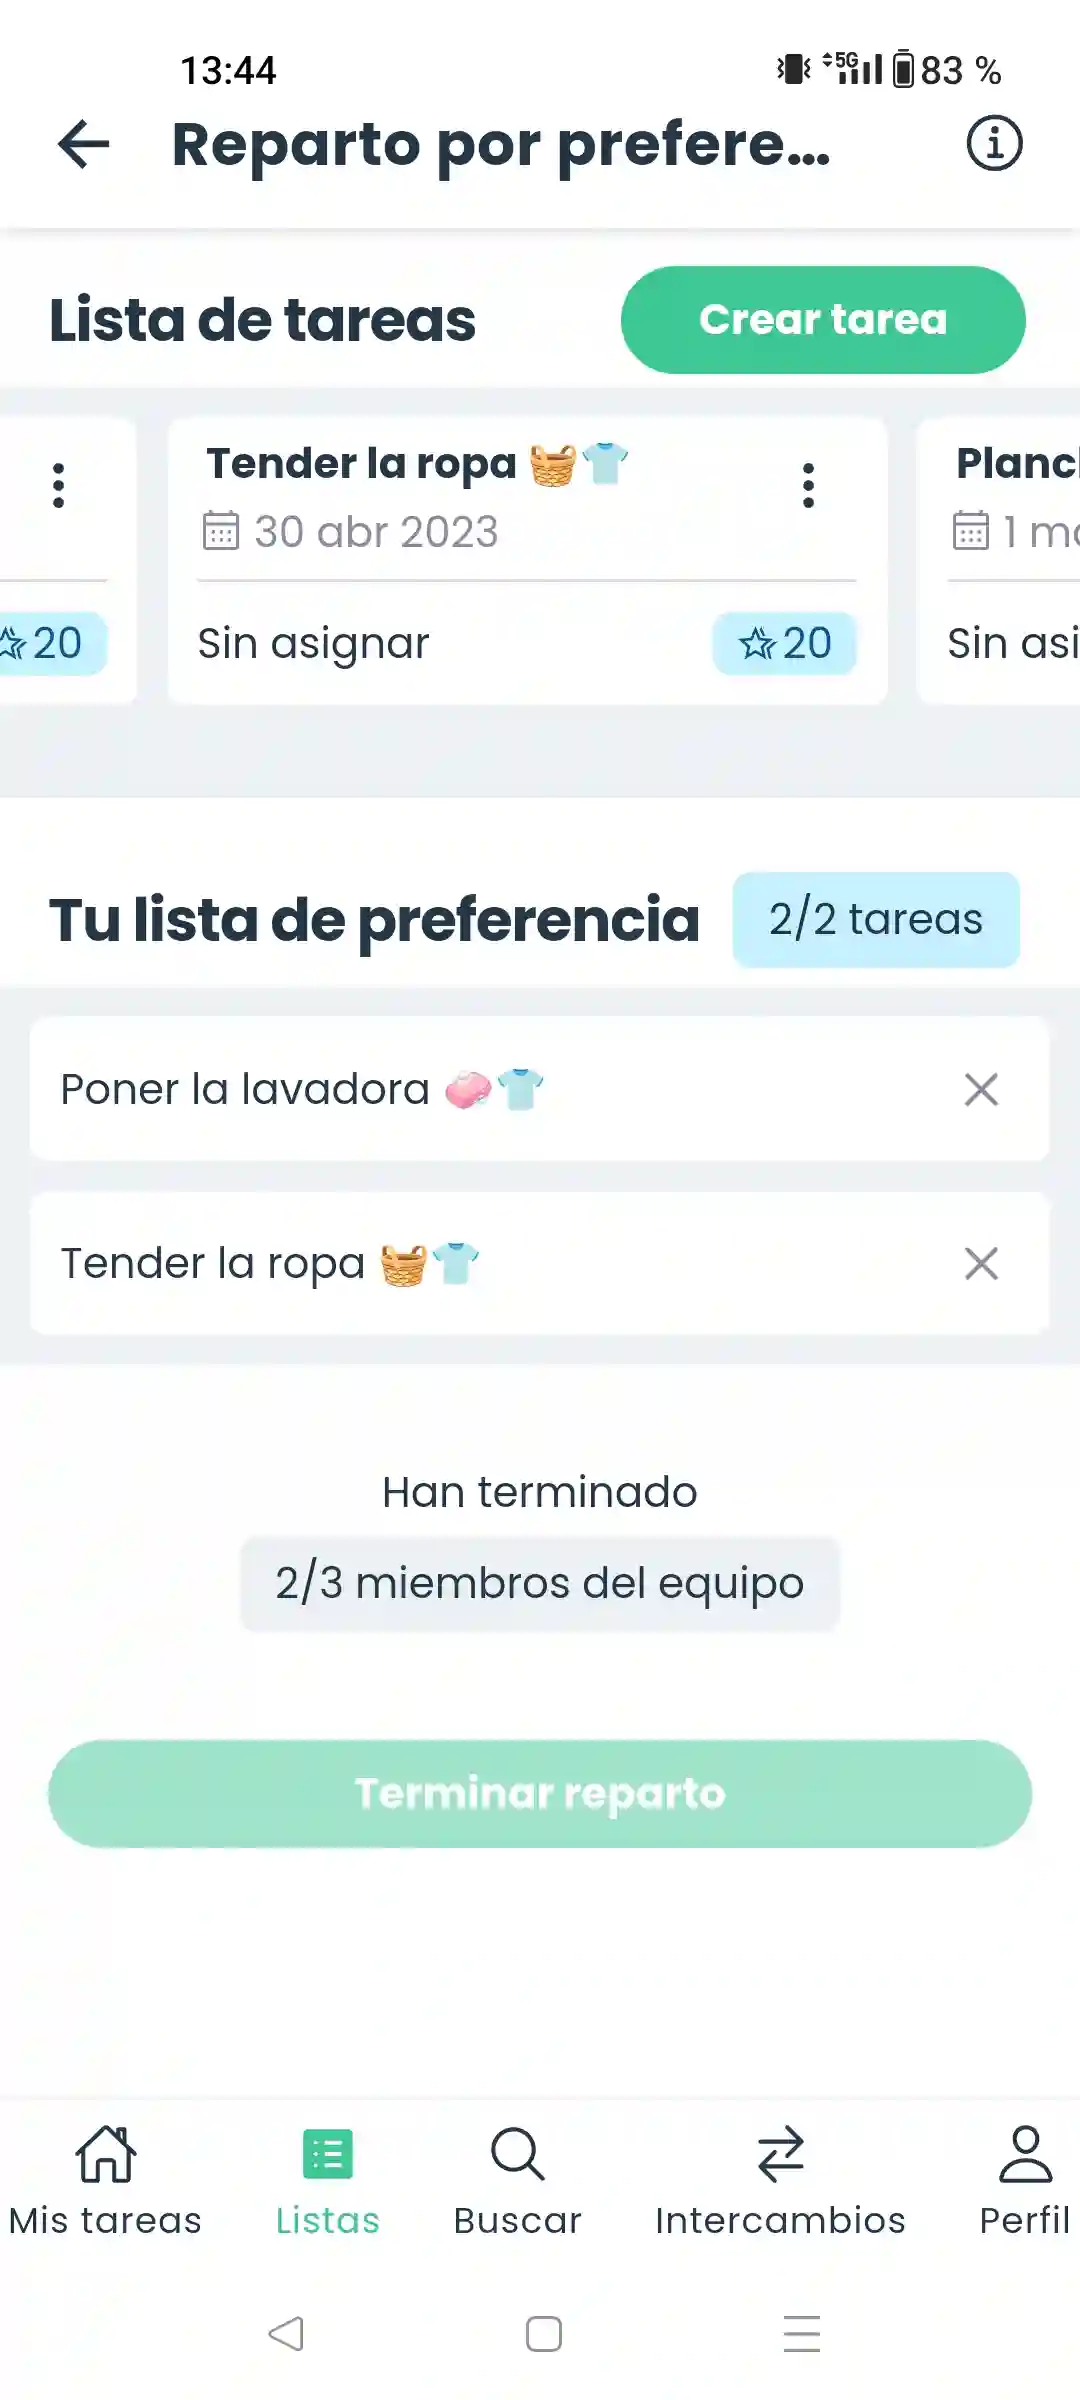 13:44
5G 83 %
Reparto por prefere...
Lista de tareas
Crear tarea
Tender la ropa 🧺👕
30 abr 2023
20
Sin asignar
20
Planc
1 ma
Sin asi
Tu lista de preferencia
2/2 tareas
Poner la lavadora 🧼👕
Tender la ropa 🧺👕
Han terminado
2/3 miembros del equipo
Terminar reparto
Mis tareas
Listas
Buscar
Intercambios
Perfil